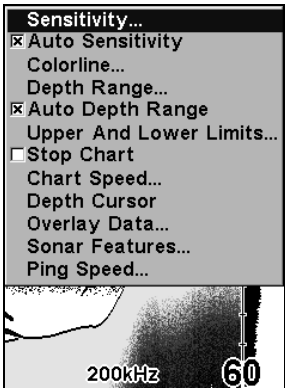 Sensitivity...
Auto Sensitivity
Colorline...
Depth Range...
Auto Depth Range
Upper And Lower Limits...
Stop Chart
Chart Speed...
Depth Cursor
Overlay Data...
Sonar Features...
Ping Speed...
200kHz 60